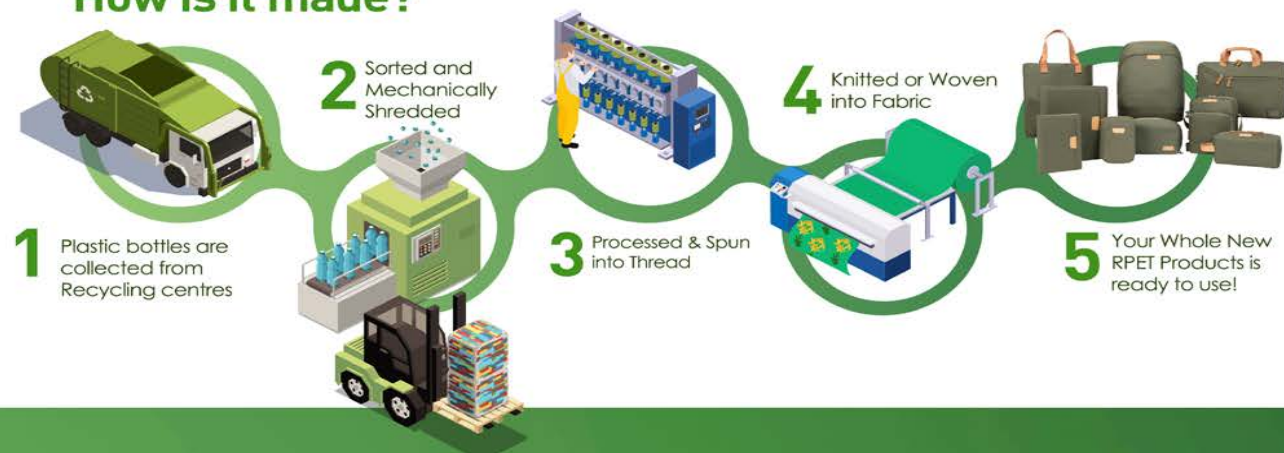 How is it made?
1
Plastic bottles are
collected from
Recycling centres
2
Sorted and
Mechanically
Shredded
3
Processed & Spun
into Thread
4
Knitted or Woven
into Fabric
5
Your Whole New
RPET Products is
ready to use!